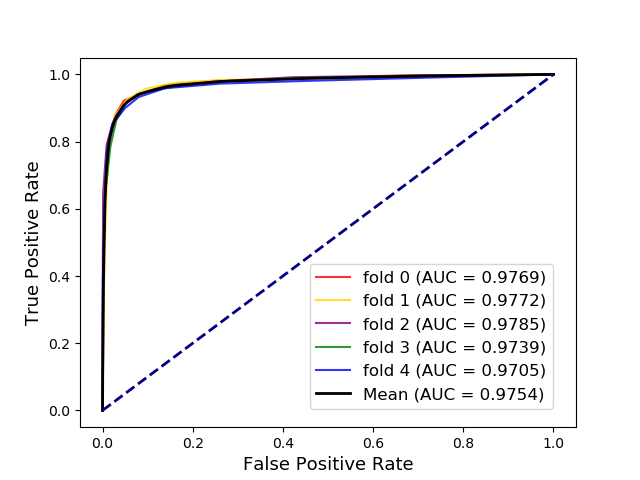 1.0
0.8
0.6
0.4
0.2
0.0
True Positive Rate
fold 0 (AUC = 0.9769)
fold 1 (AUC = 0.9772)
fold 2 (AUC = 0.9785)
fold 3 (AUC = 0.9739)
fold 4 (AUC = 0.9705)
Mean (AUC = 0.9754)
0.0 0.2 0.4 0.6 0.8 1.0
False Positive Rate